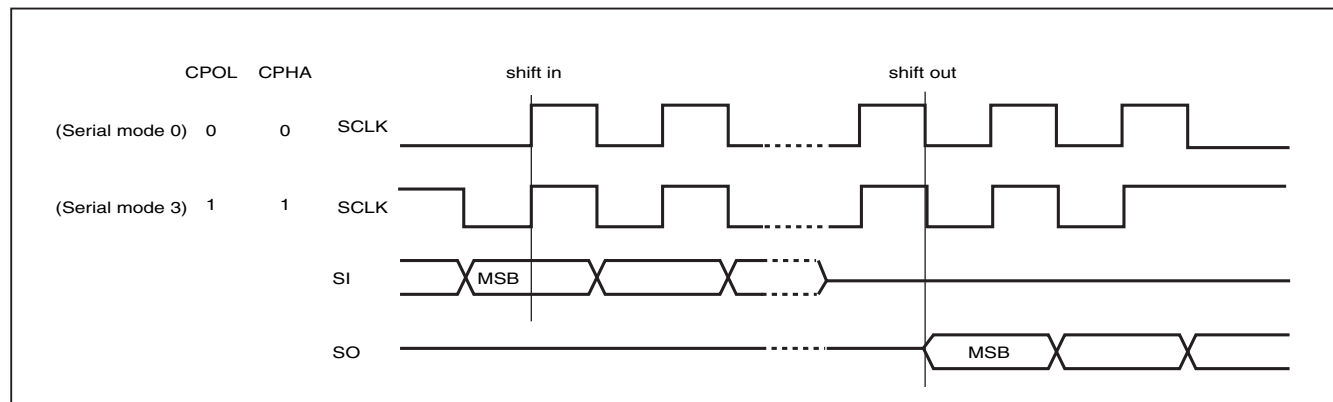 CPOL CPHA shift in shift out
(Serial mode 0) 0 0 SCLK
(Serial mode 3) 1 1 SCLK
SI MSB
SO MSB